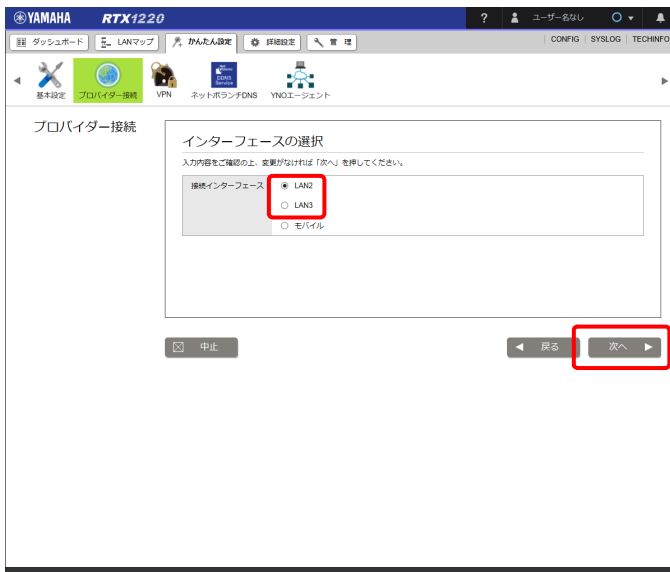 YAMAHA RTX1220 ? ユーザー名なし
ダッシュボード LANマップ かんたん設定 詳細設定 管理 CONFIG SYSLOG TECHINFO
基本設定 プロバイダー接続 VPN ネットボランチDNS YNOエージェント
プロバイダー接続
インターフェースの選択
入力内容をご確認の上、変更がなければ「次へ」を押してください。
接続インターフェース LAN2
LAN3
モバイル
中止 戻る 次へ